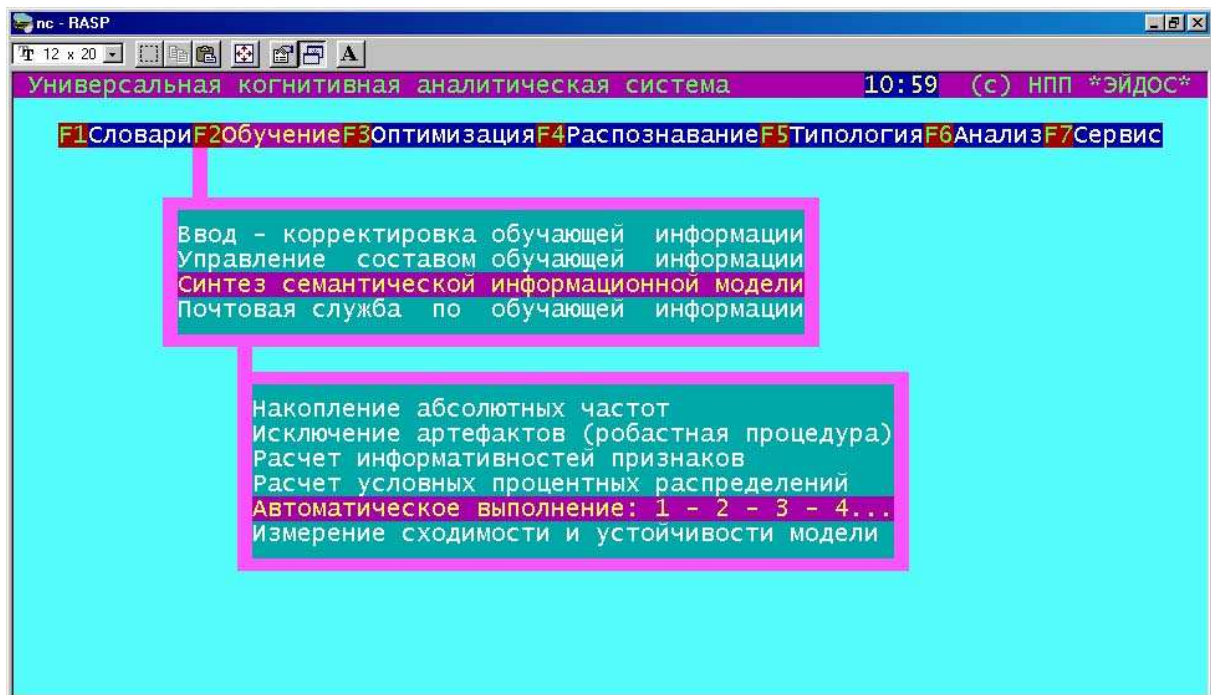 nc - RASP
12 x 20 A
Универсальная когнитивная аналитическая система 10:59 (c) НПП *ЭЙДОС*
F1Словари F2Обучение F3Оптимизация F4Распознавание F5Типология F6Анализ F7Сервис
Ввод - корректировка обучающей информации
Управление составом обучающей информации
Синтез семантической информационной модели
Почтовая служба по обучающей информации
Накопление абсолютных частот
Исключение артефактов (робастная процедура)
Расчет информативностей признаков
Расчет условных процентных распределений
Автоматическое выполнение: 1 - 2 - 3 - 4...
Измерение сходимости и устойчивости модели